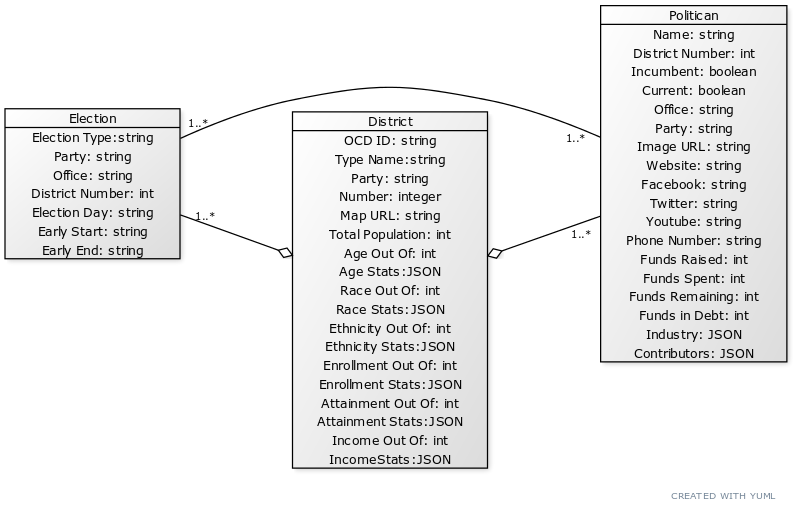 Election
Election Type:string
Party: string
Office: string
District Number: int
Election Day: string
Early Start: string
Early End: string
1..*
1..*
1..*
1..*
District
OCD ID: string
Type Name:string
Party: string
Number: integer
Map URL: string
Total Population: int
Age Out Of: int
Age Stats:JSON
Race Out Of: int
Race Stats:JSON
Ethnicity Out Of: int
Ethnicity Stats:JSON
Enrollment Out Of: int
Enrollment Stats:JSON
Attainment Out Of: int
Attainment Stats:JSON
Income Out Of: int
IncomeStats:JSON
Politican
Name: string
District Number: int
Incumbent: boolean
Current: boolean
Office: string
Party: string
Image URL: string
Website: string
Facebook: string
Twitter: string
Youtube: string
Phone Number: string
Funds Raised: int
Funds Spent: int
Funds Remaining: int
Funds in Debt: int
Industry: JSON
Contributors: JSON
CREATED WITH YUML